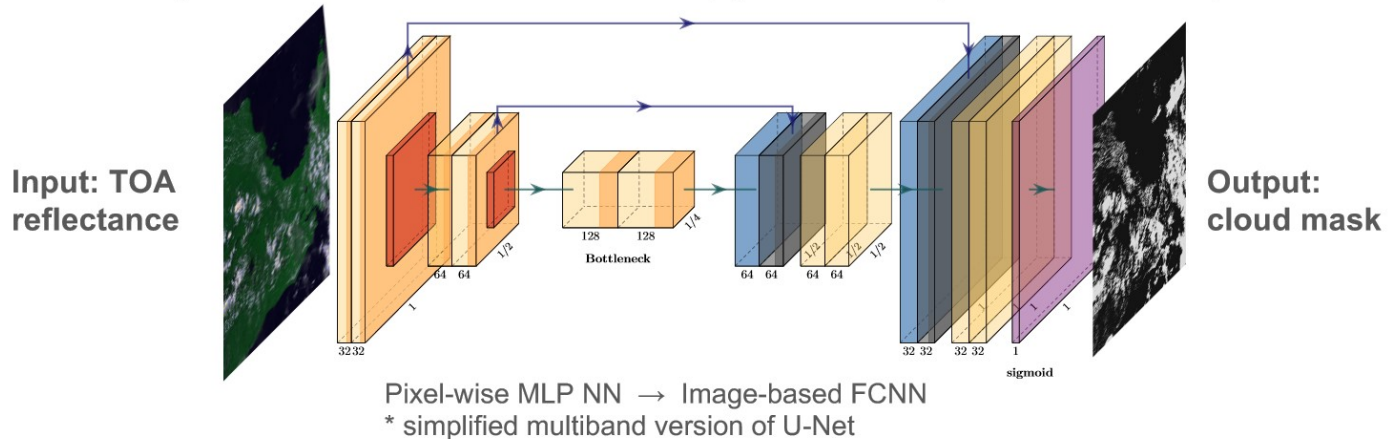 Input: TOA
reflectance
32 32
1
64 64
1/2
128 128
1/4
Bottleneck
64 64
64 64
1/2 1/2 1/2
32 32
32 32
1 1 1
1
1
sigmoid
Output:
cloud mask
Pixel-wise MLP NN → Image-based FCNN
* simplified multiband version of U-Net